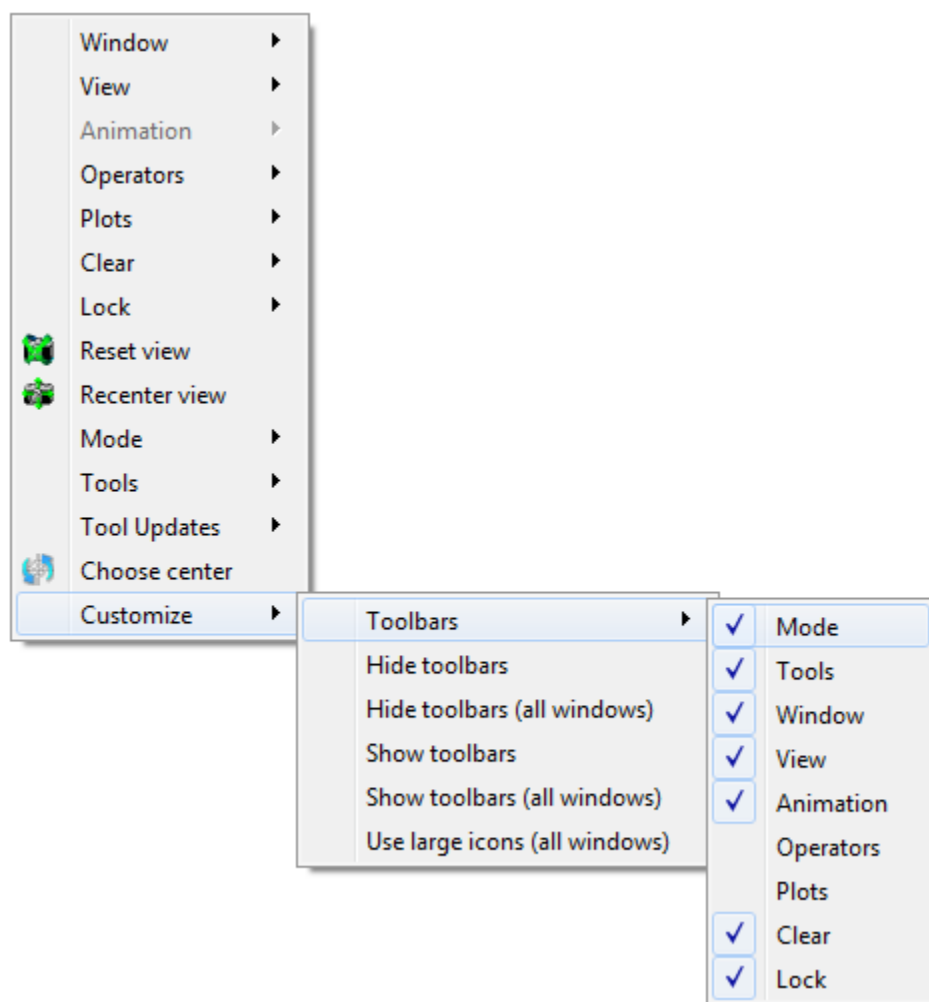 Window
View
Animation
Operators
Plots
Clear
Lock
Reset view
Recenter view
Mode
Tools
Tool Updates
Choose center
Customize
Toolbars
Hide toolbars
Hide toolbars (all windows)
Show toolbars
Show toolbars (all windows)
Use large icons (all windows)
Mode
Tools
Window
View
Animation
Operators
Plots
Clear
Lock